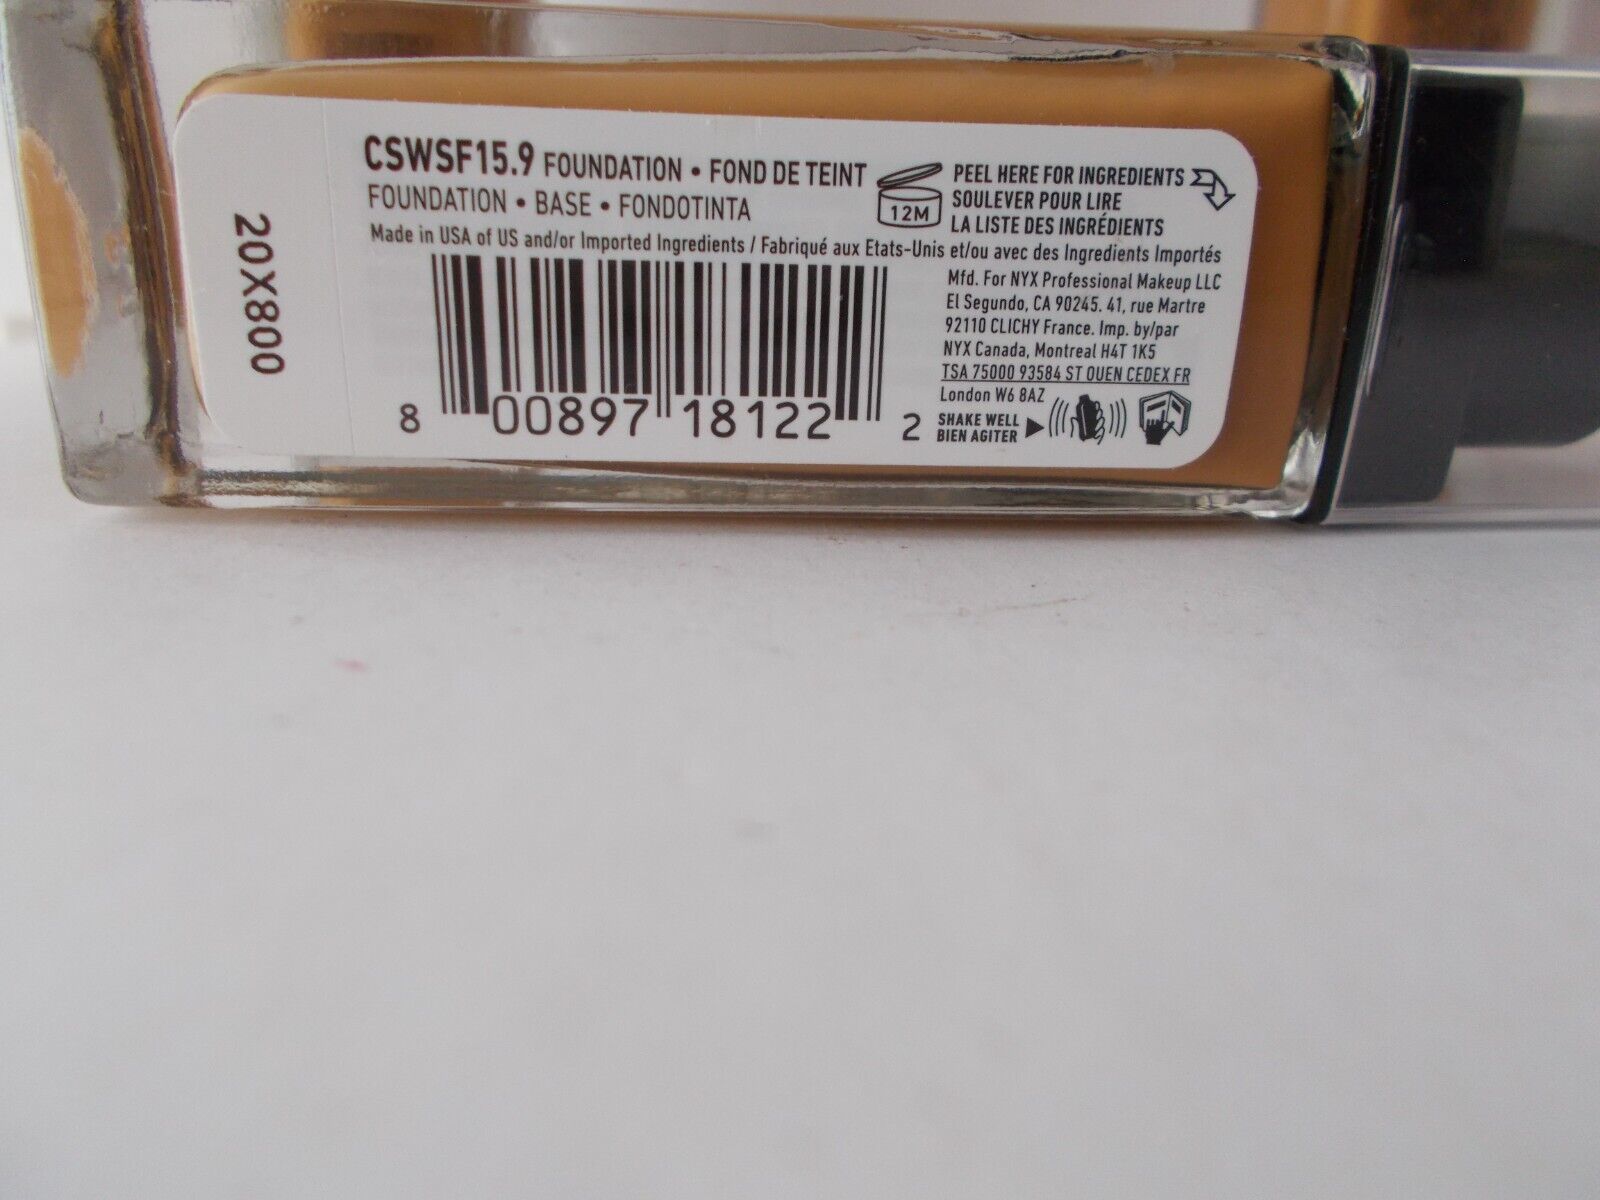 CSWSF15.9 FOUNDATION • FOND DE TEINT
FOUNDATION • BASE • FONDOTINTA
12M
PEEL HERE FOR INGREDIENTS
SOULEVER POUR LIRE
LA LISTE DES INGRÉDIENTS
Made in USA of US and/or Imported Ingredients / Fabriqué aux Etats-Unis et/ou avec des Ingredients Importés
Mfd. For NYX Professional Makeup LLC
El Segundo, CA 90245. 41, rue Martre
92110 CLICHY France. Imp. by/par
NYX Canada, Montreal H4T 1K5
TSA 75000 93584 ST OUEN CEDEX FR
London W6 8AZ
SHAKE WELL
BIEN AGITER
8 00897 18122 2
20X800